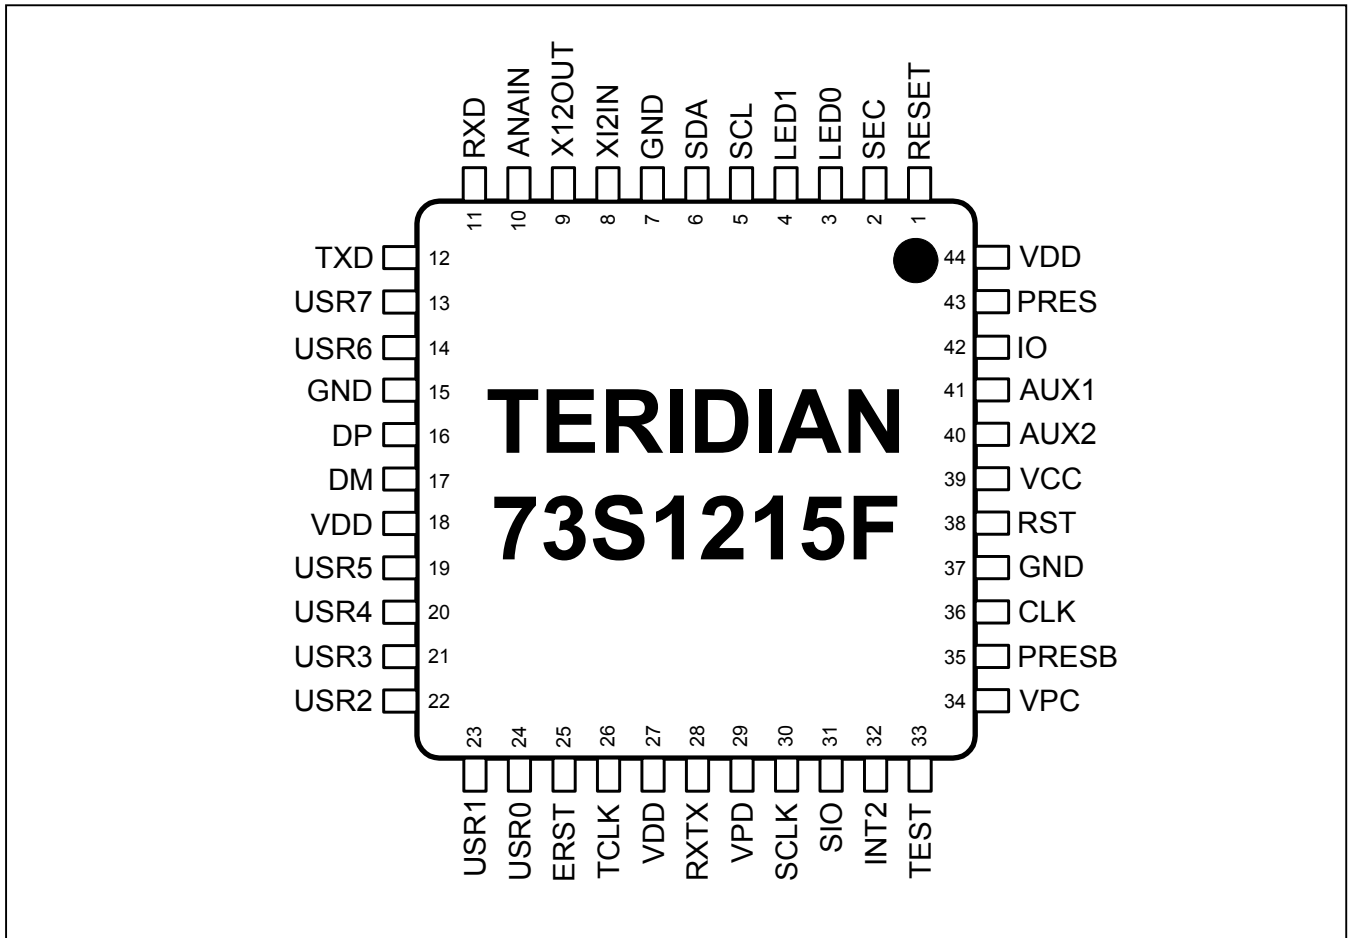 RXD
ANAIN
X12OUT
XI2IN
GND
SDA
SCL
LED1
LED0
SEC
RESET
11
10
9
8
7
6
5
4
3
2
1
TXD 12
USR7 13
USR6 14
GND 15
DP 16
DM 17
VDD 18
USR5 19
USR4 20
USR3 21
USR2 22
TERIDIAN
73S1215F
44 VDD
43 PRES
42 IO
41 AUX1
40 AUX2
39 VCC
38 RST
37 GND
36 CLK
35 PRESB
34 VPC
23
24
25
26
27
28
29
30
31
32
33
USR1
USR0
ERST
TCLK
VDD
RXTX
VPD
SCLK
SIO
INT2
TEST